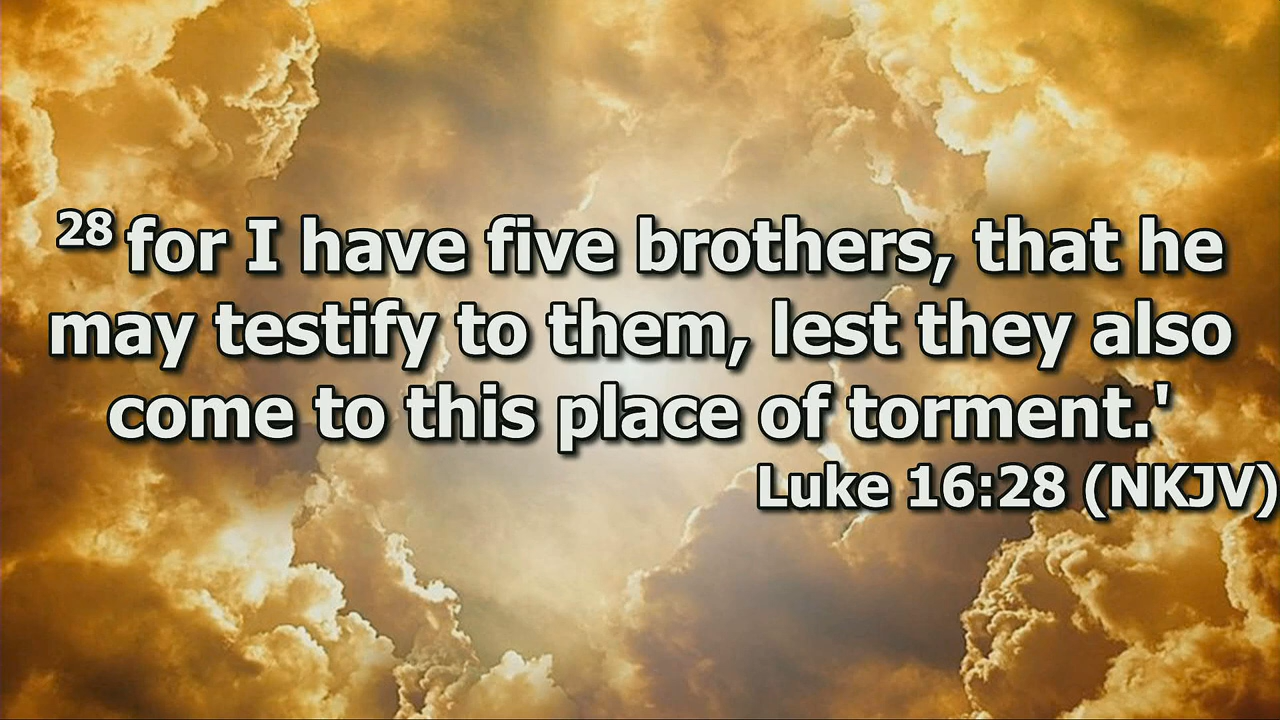 28 for I have five brothers, that he
may testify to them, lest they also
come to this place of torment.'
Luke 16:28 (NKJV)